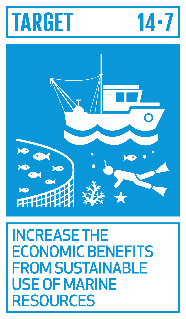 TARGET 14·7
INCREASE THE
ECONOMIC BENEFITS
FROM SUSTAINABLE
USE OF MARINE
RESOURCES